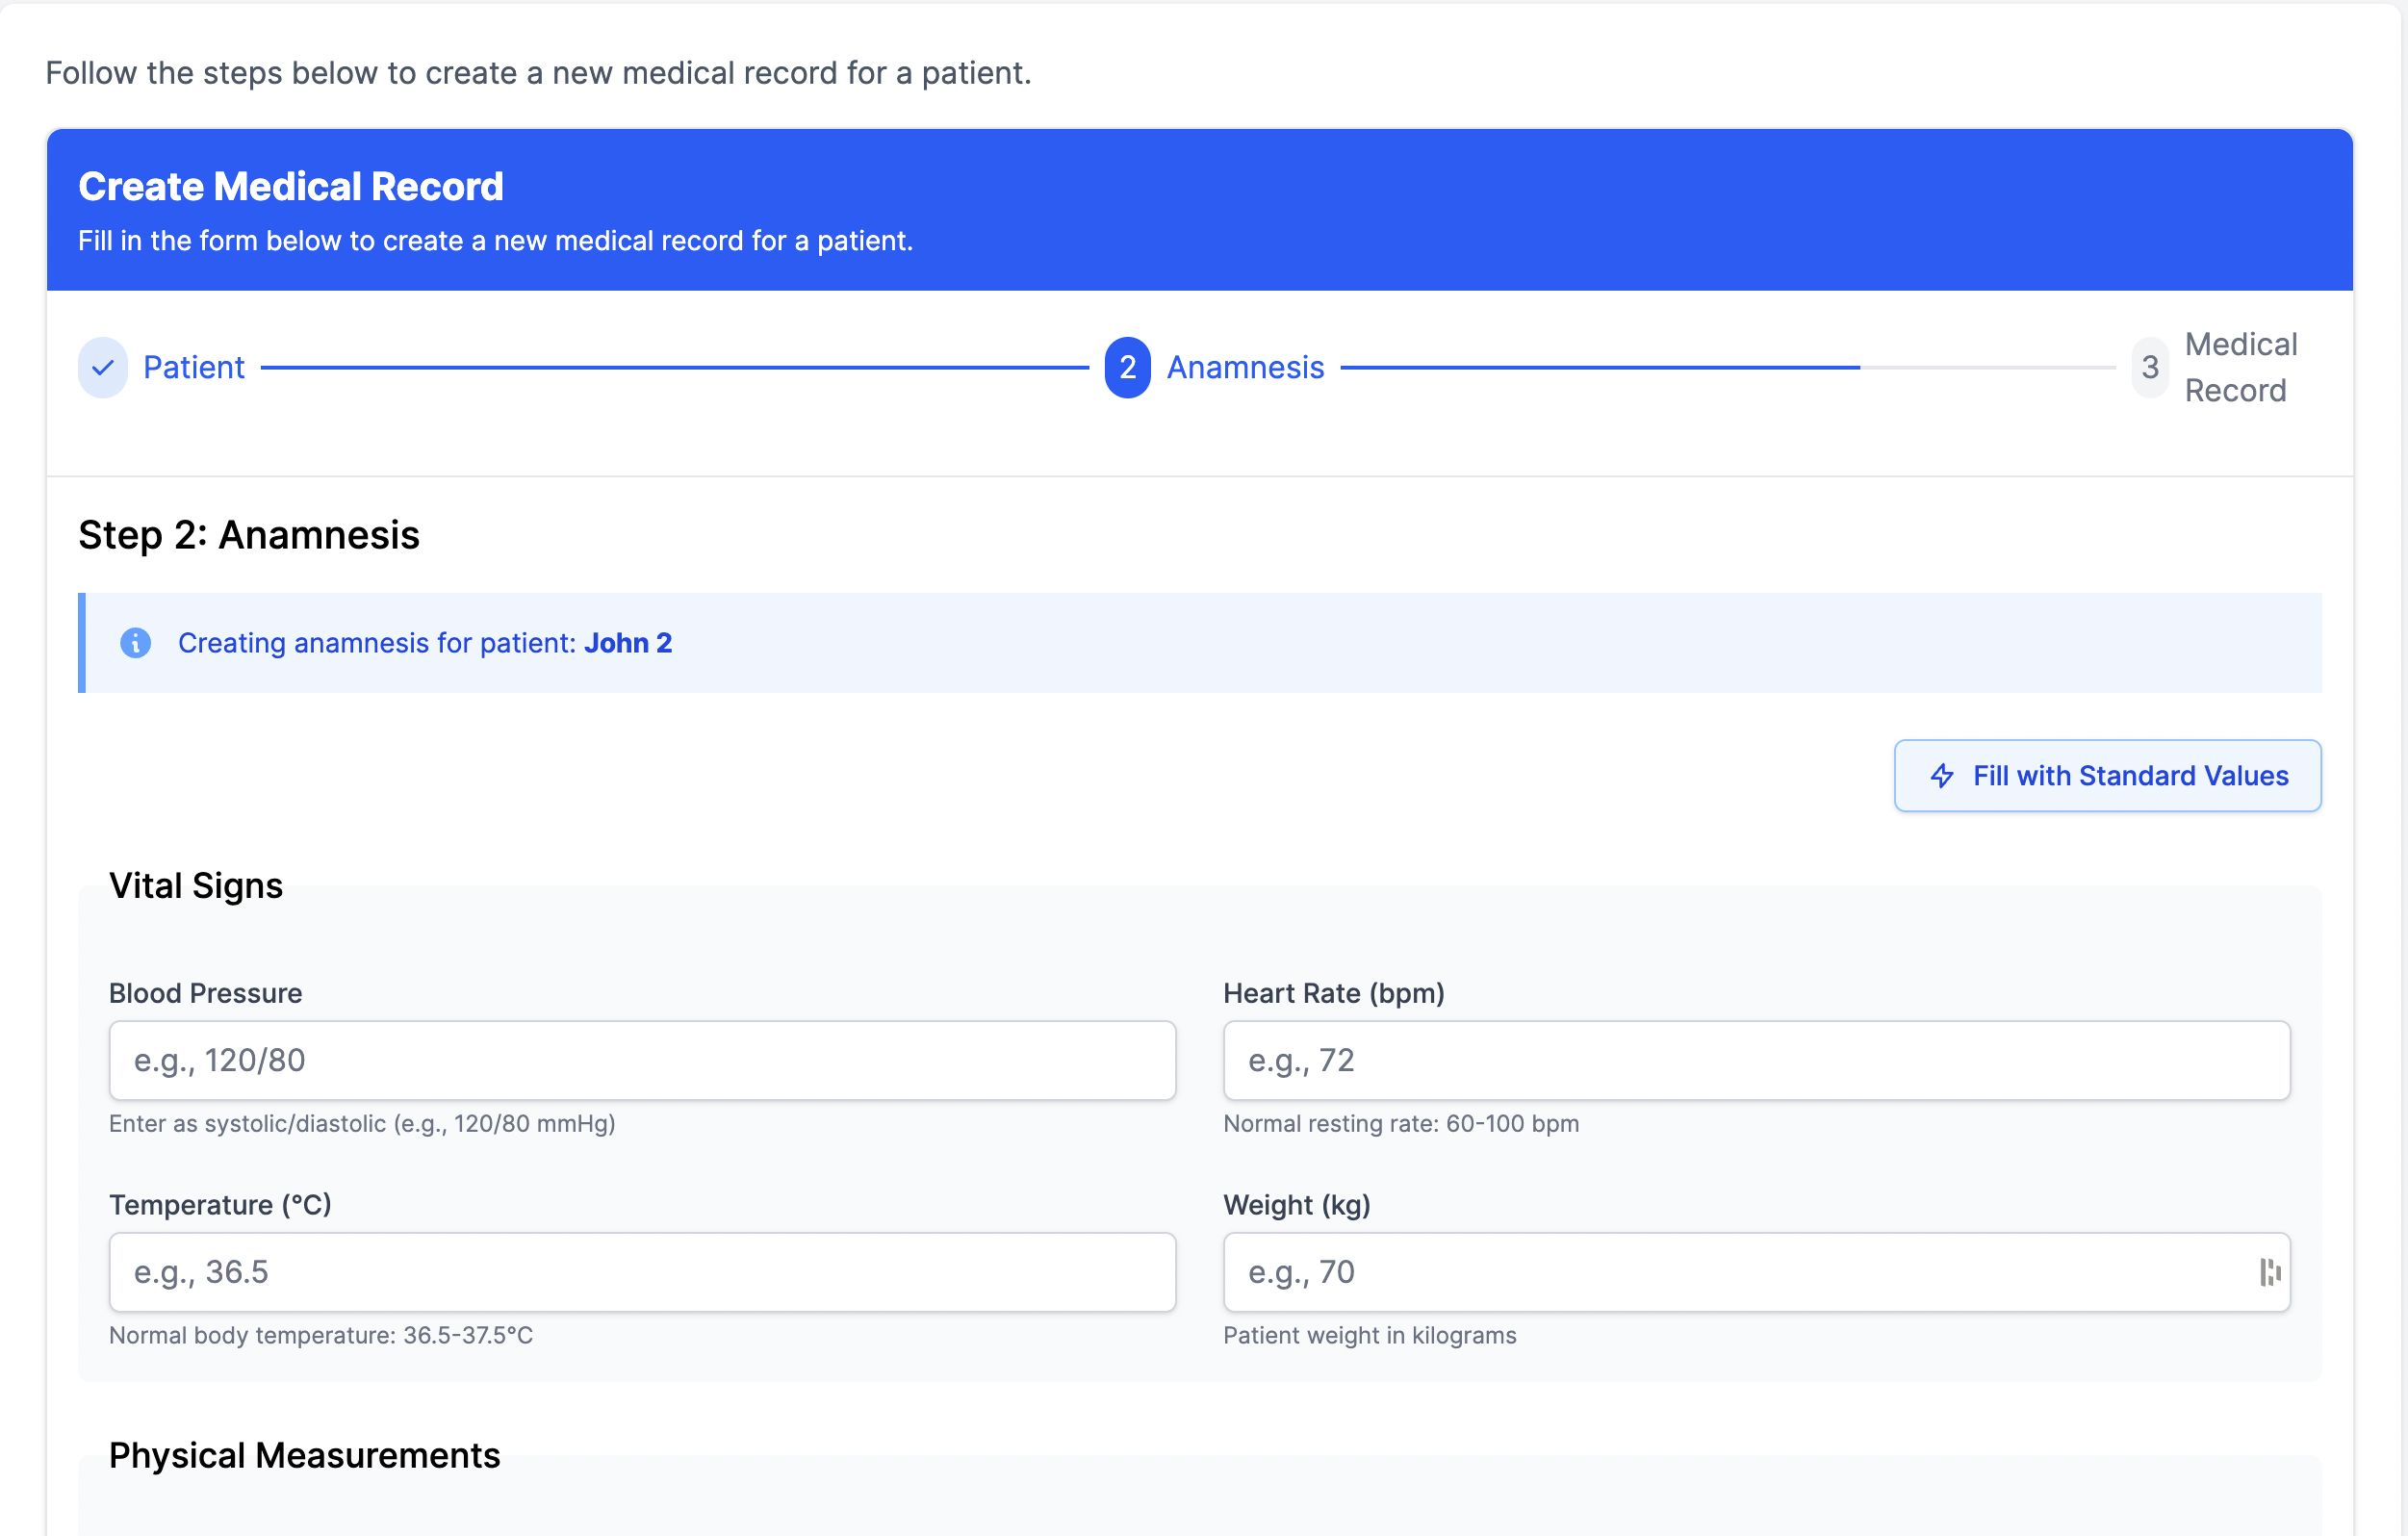 Follow the steps below to create a new medical record for a patient.
Create Medical Record
Fill in the form below to create a new medical record for a patient.
Patient
2 Anamnesis
3 Medical
Record
Step 2: Anamnesis
Creating anamnesis for patient: John 2
Fill with Standard Values
Vital Signs
Blood Pressure
e.g., 120/80
Enter as systolic/diastolic (e.g., 120/80 mmHg)
Heart Rate (bpm)
e.g., 72
Normal resting rate: 60-100 bpm
Temperature (°C)
e.g., 36.5
Normal body temperature: 36.5-37.5°C
Weight (kg)
e.g., 70
Patient weight in kilograms
Physical Measurements